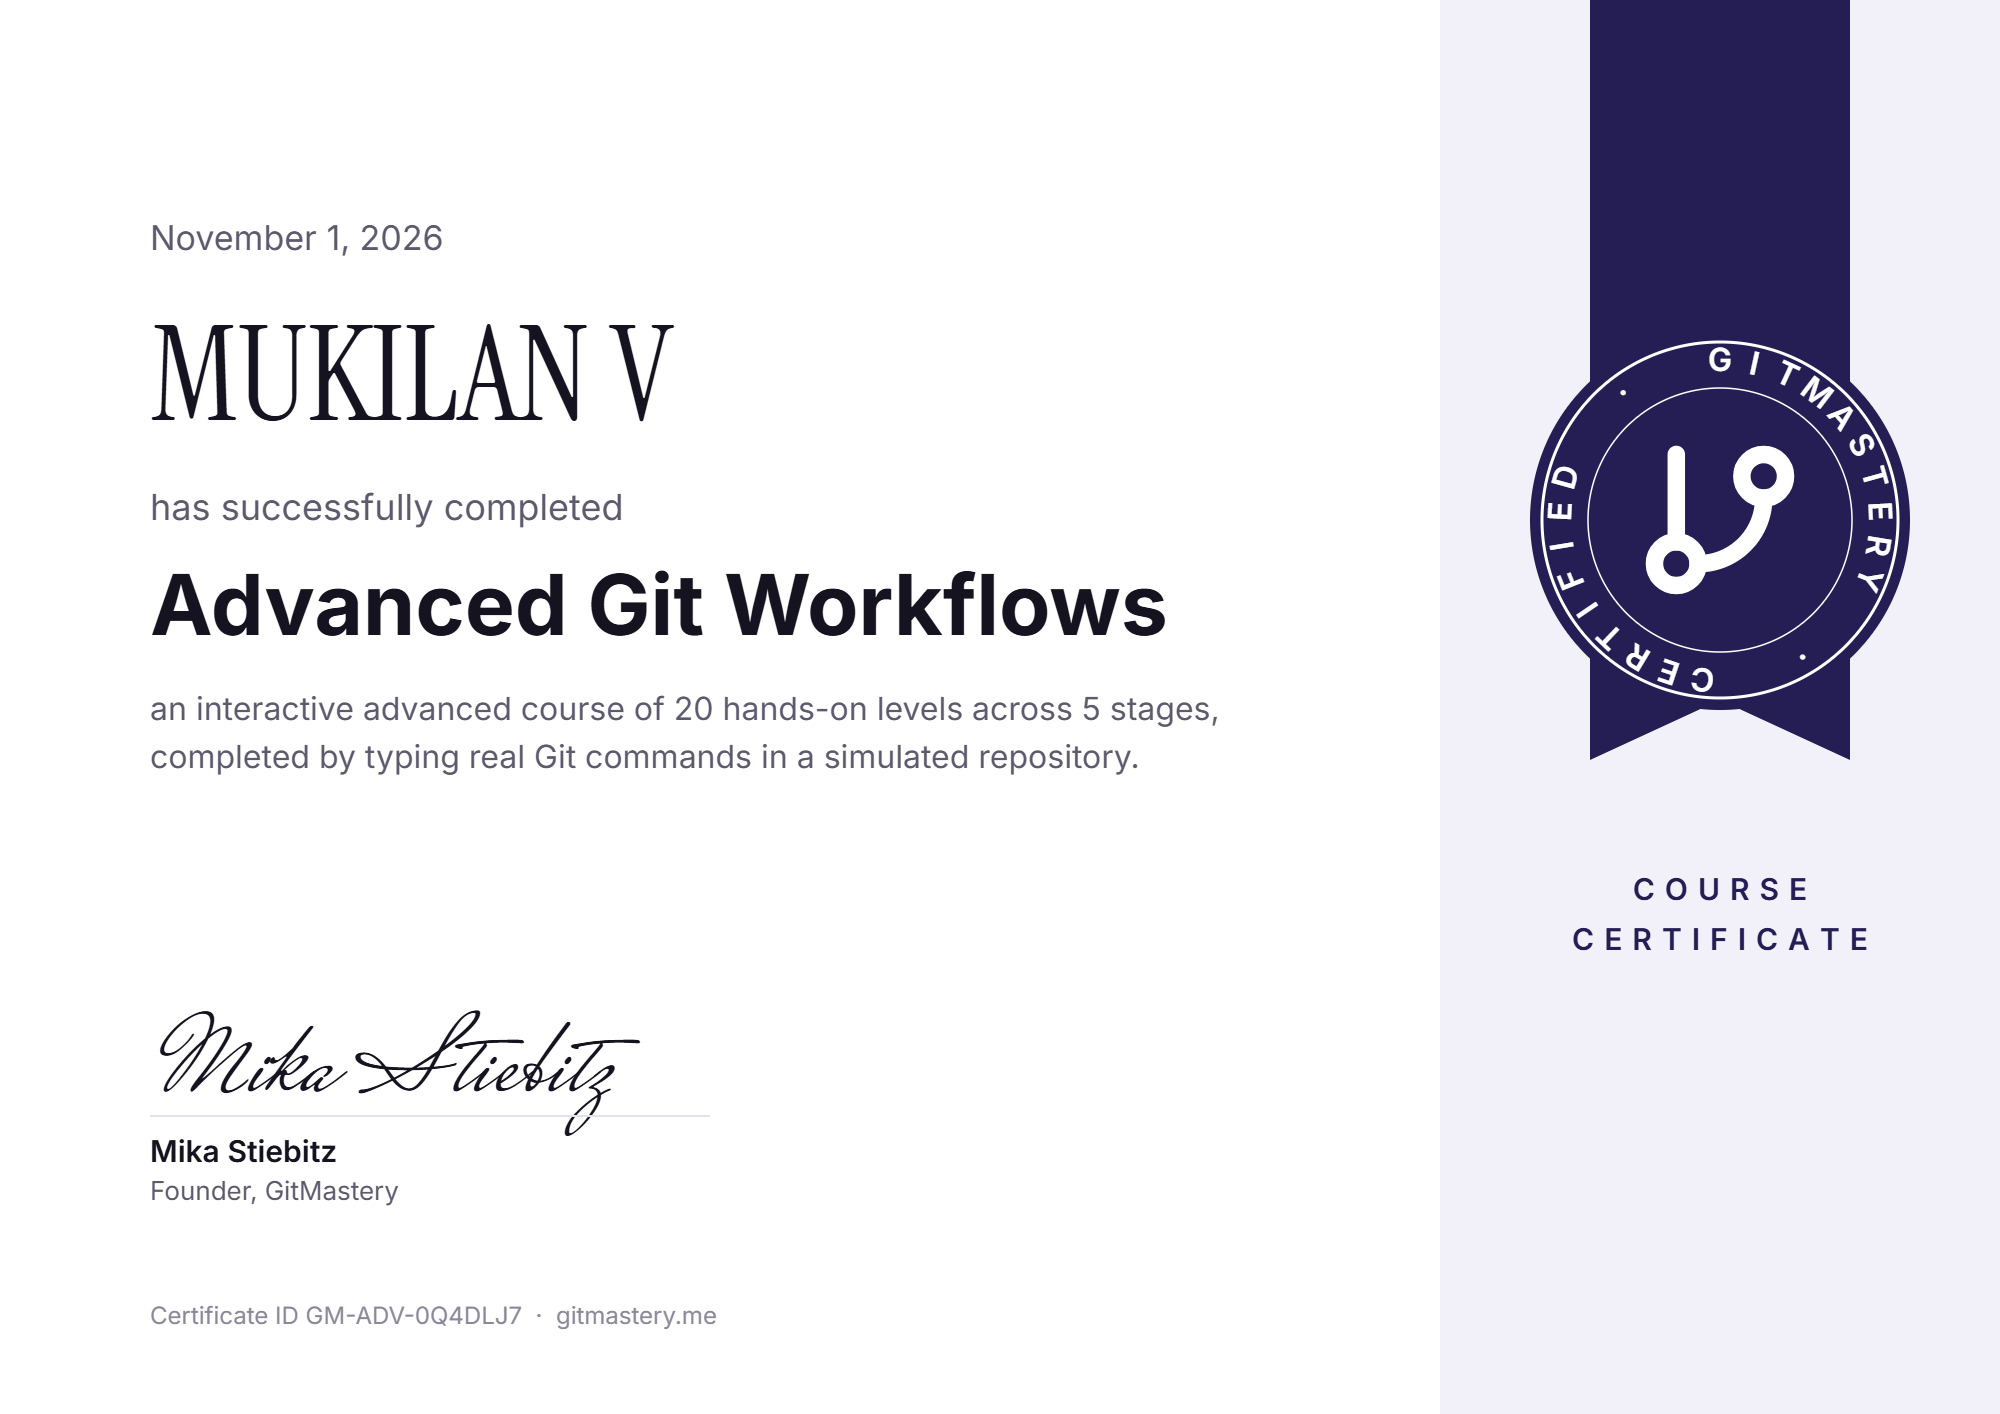 November 1, 2026
MUKILAN V
has successfully completed
Advanced Git Workflows
an interactive advanced course of 20 hands-on levels across 5 stages,
completed by typing real Git commands in a simulated repository.
Mika Stiebitz
Mika Stiebitz
Founder, GitMastery
Certificate ID GM-ADV-0Q4DLJ7 · gitmastery.me
GITMASTERY · CERTIFIED ·
COURSE
CERTIFICATE